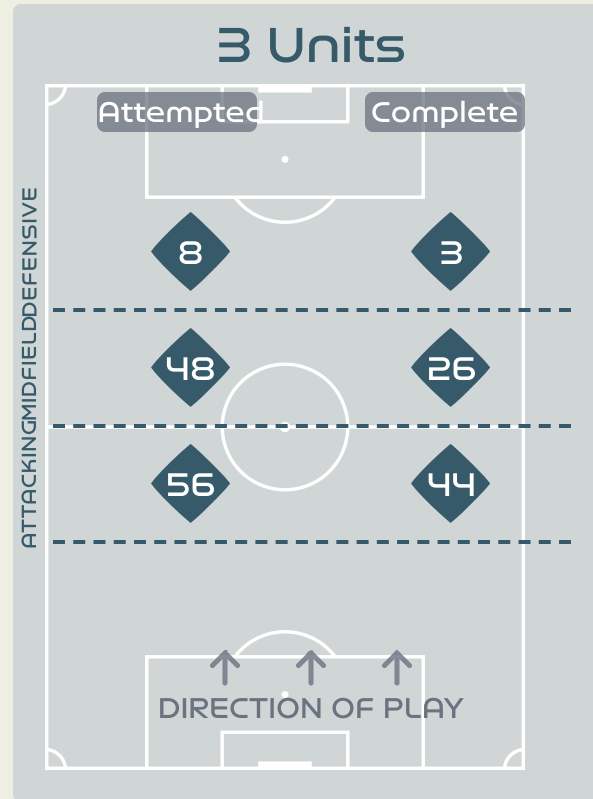 3 Units
Attempted Complete
8 3
48 26
56 44
ATTACKINGMIDFIELDDEFENSIVE
DIRECTION OF PLAY